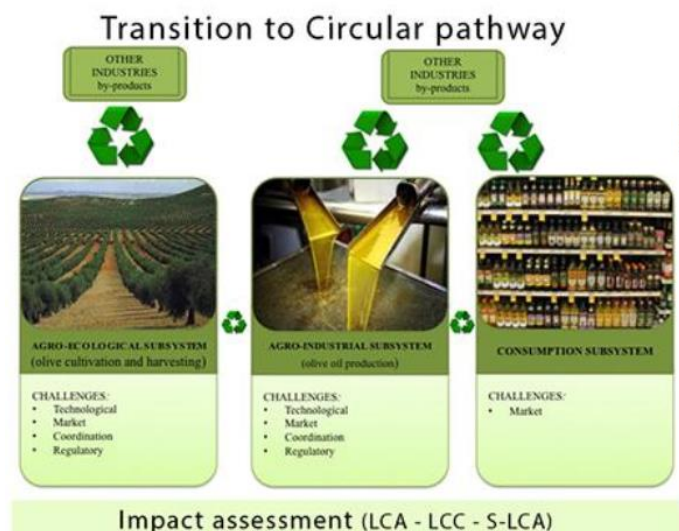 Transition to Circular pathway
OTHER
INDUSTRIES
by-products
OTHER
INDUSTRIES
by-products
AGRO-ECOLOGICAL SUBSYSTEM
(olive cultivation and harvesting)
CHALLENGES:
• Technological
• Market
• Coordination
• Regulatory
AGRO-INDUSTRIAL SUBSYSTEM
(olive oil production)
CHALLENGES:
• Technological
• Market
• Coordination
• Regulatory
CONSUMPTION SUBSYSTEM
CHALLENGES:
• Market
Impact assessment (LCA - LCC - S-LCA)